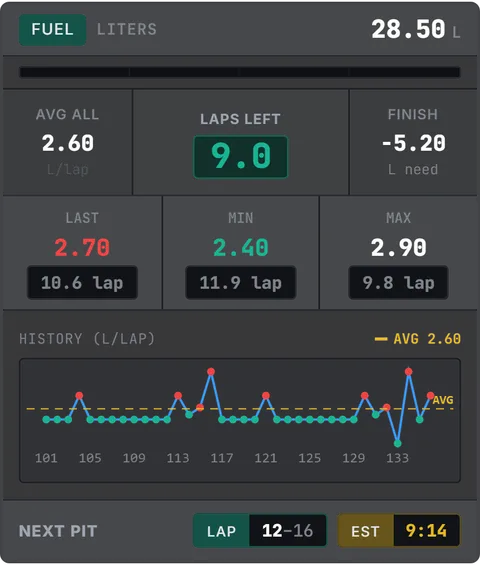 FUEL LITERS 28.50 L
AVG ALL LAPS LEFT FINISH
2.60 9.0 -5.20
L/lap L need
LAST MIN MAX
2.70 2.40 2.90
10.6 lap 11.9 lap 9.8 lap
HISTORY (L/LAP) AVG 2.60
AVG
101 105 109 113 117 121 125 129 133
NEXT PIT LAP 12–16 EST 9:14